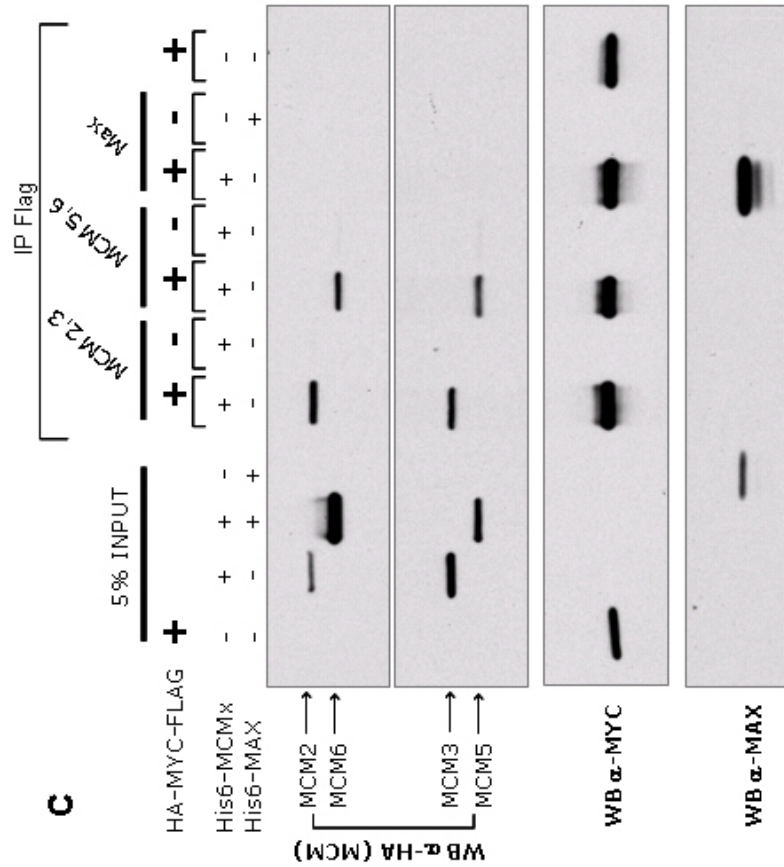 C
IP Flag
5% INPUT
MCM2,3
MCM5,6
Max
HA-MYC-FLAG + + - + - + - +
His6-MCMx - + + - + + + + + - -
His6-MAX - - + + - - - - - + -
WB α-HA (MCM)
MCM2
MCM6
MCM3
MCM5
WB α-MYC
WB α-MAX